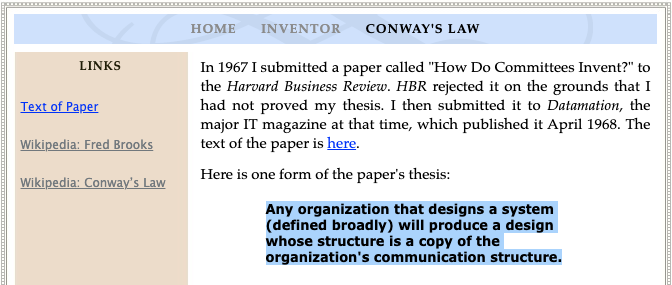 HOME INVENTOR CONWAY'S LAW
LINKS
Text of Paper
Wikipedia: Fred Brooks
Wikipedia: Conway's Law
In 1967 I submitted a paper called "How Do Committees Invent?" to
the Harvard Business Review. HBR rejected it on the grounds that I
had not proved my thesis. I then submitted it to Datamation, the
major IT magazine at that time, which published it April 1968. The
text of the paper is here.
Here is one form of the paper's thesis:
Any organization that designs a system
(defined broadly) will produce a design
whose structure is a copy of the
organization's communication structure.